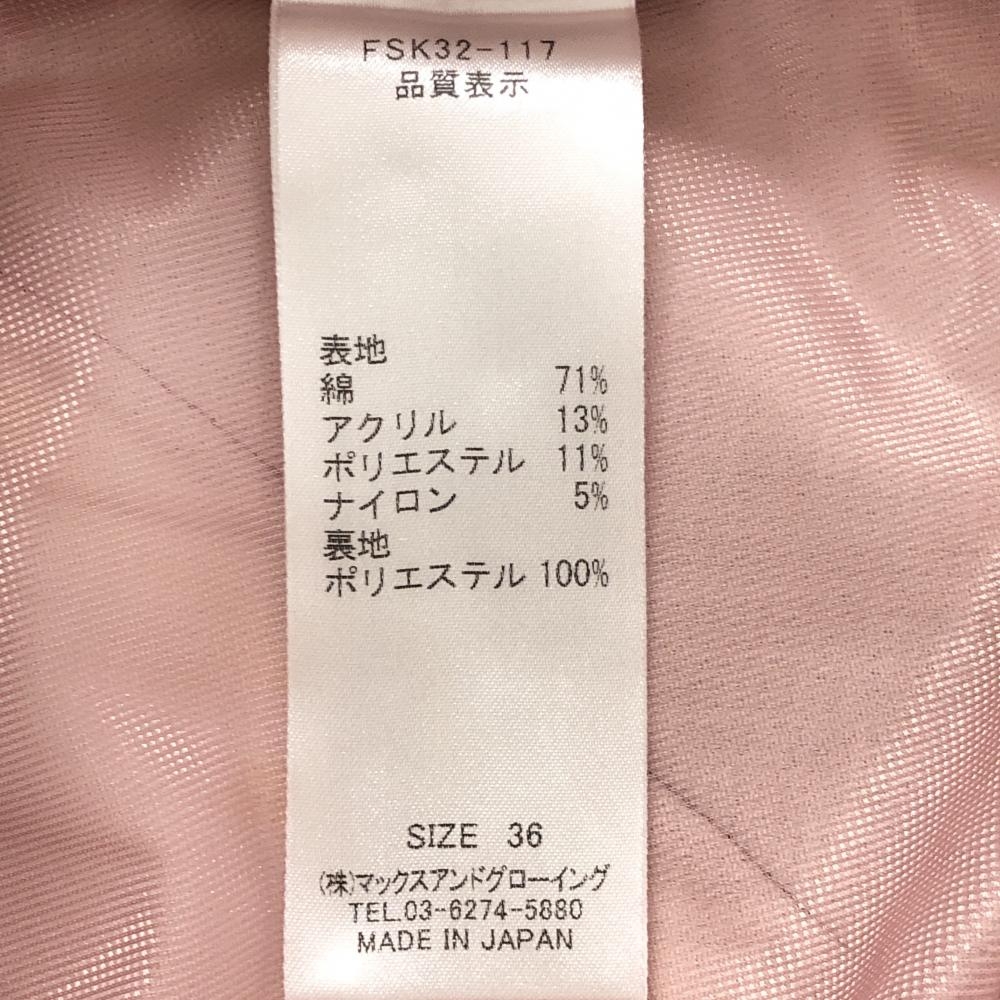 FSK32-117
品質表示
表地
綿 71%
アクリル 13%
ポリエステル 11%
ナイロン 5%
裏地
ポリエステル 100%
SIZE 36
(株)マックスアンドグローイング
TEL.03-6274-5880
MADE IN JAPAN